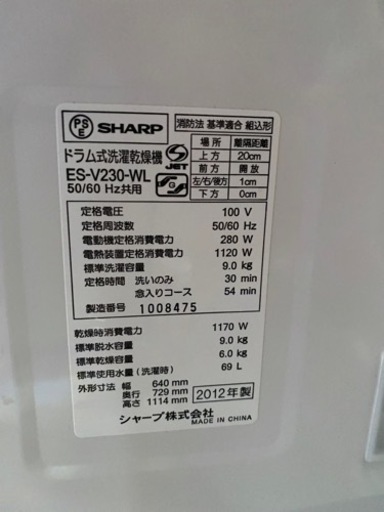 PSE SHARP
消防法 基準適合 組込形
場所 離隔距離
上方 20cm
前方 開放
左/右/後方 1cm
下方 0cm
ドラム式洗濯乾燥機
S-JET
ES-V230-WL
50/60 Hz共用
定格電圧 100 V
定格周波数 50/60 Hz
電動機定格消費電力 280 W
電熱装置定格消費電力 1120 W
標準洗濯容量 9.0 kg
定格時間 洗いのみ 30 min
念入りコース 54 min
製造番号 1008475
乾燥時消費電力 1170 W
標準脱水容量 9.0 kg
標準乾燥容量 6.0 kg
標準使用水量(洗濯時) 69 L
外形寸法 幅 640 mm
奥行 729 mm
高さ 1114 mm
2012年製
シャープ株式会社
MADE IN CHINA